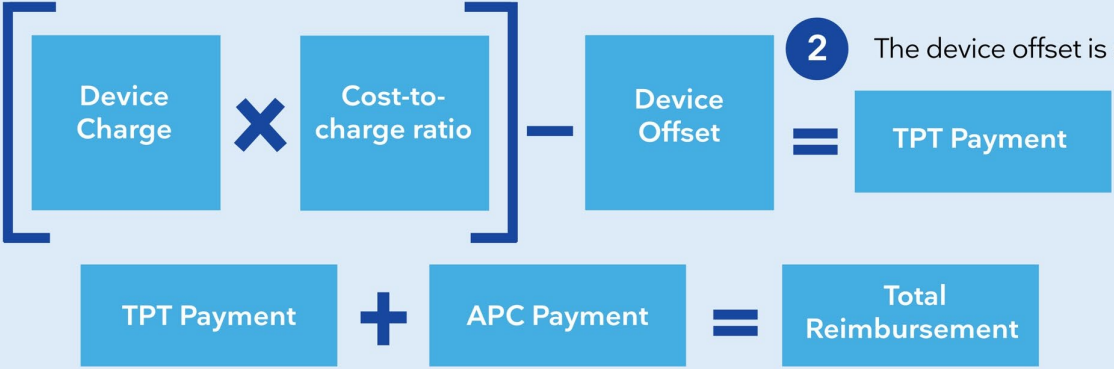 2 The device offset is
Device
Charge
×
Cost-to-
charge ratio
−
Device
Offset
=
TPT Payment
TPT Payment
+
APC Payment
=
Total
Reimbursement